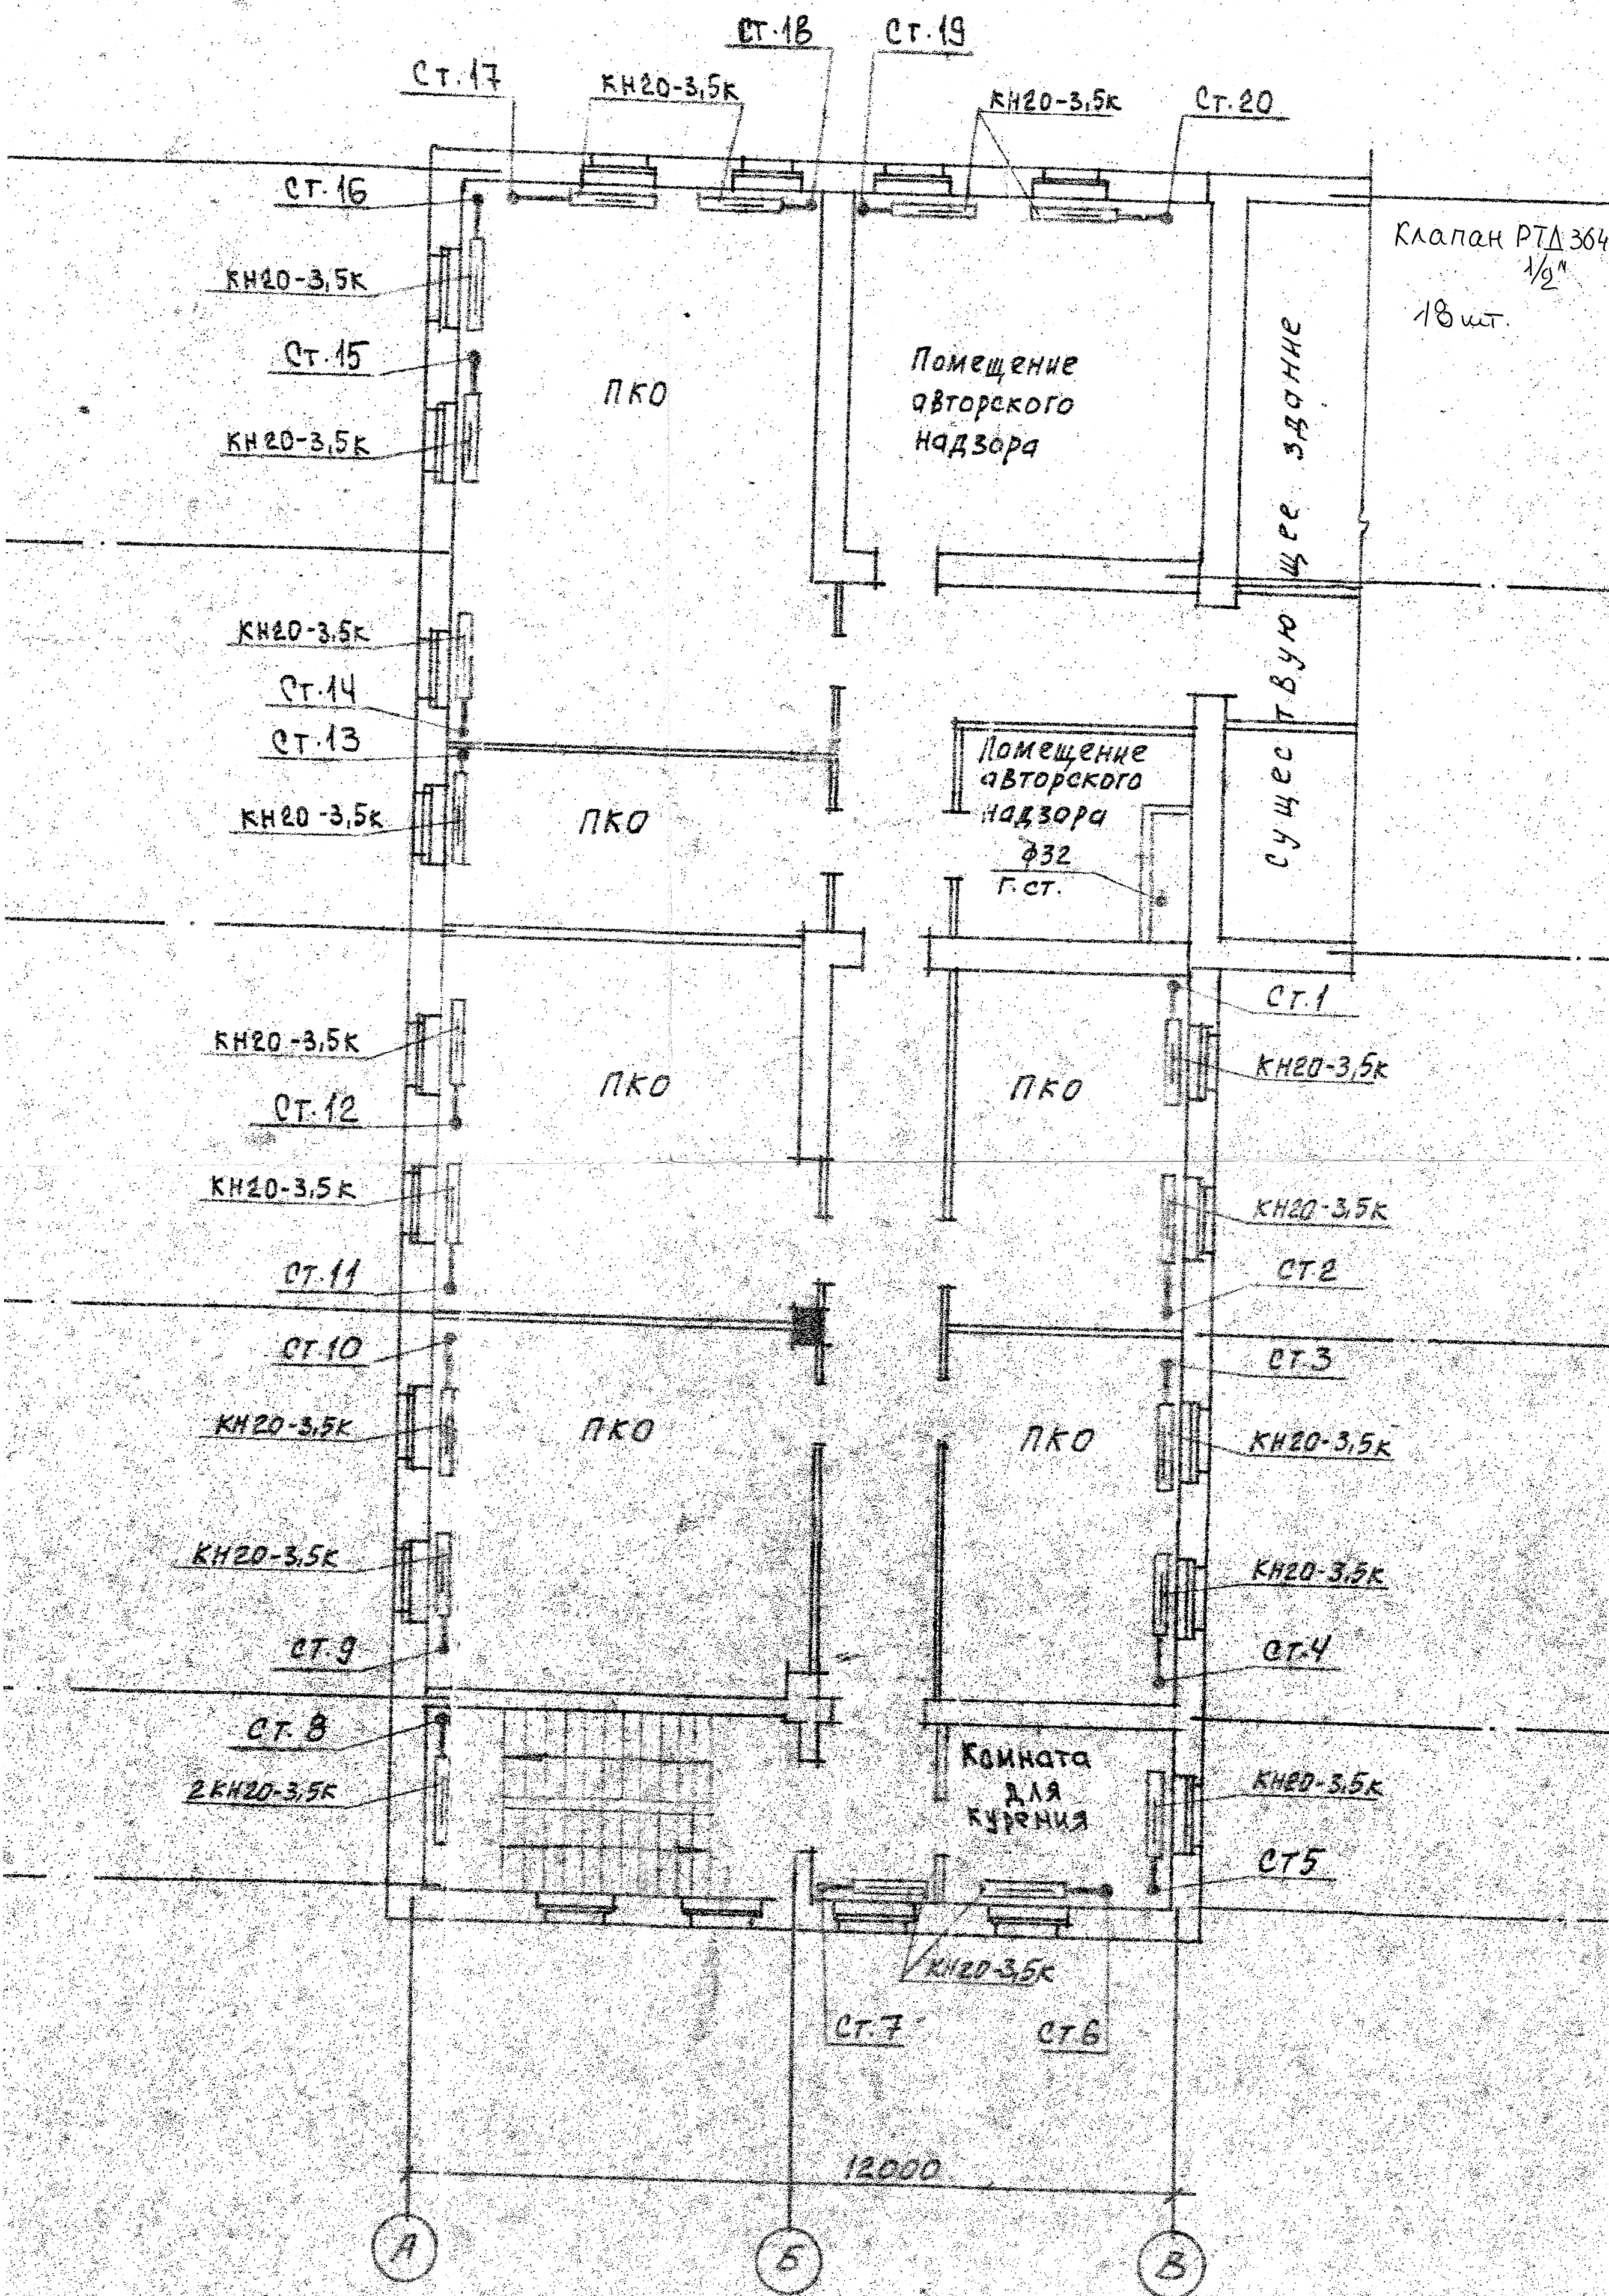 Ст.18
Ст.19
Ст.17
КН20-3,5к
КН20-3,5к
Ст.20
Ст.16
Клапан РТД 364
1/2"
18 шт.
КН20-3,5к
Ст.15
КН20-3,5к
ПКО
Помещение
авторского
надзора
Существующее здание
КН20-3,5к
Ст.14
Ст.13
КН20-3,5к
ПКО
Помещение
авторского
надзора
ф32
Г.ст.
Ст.1
КН20-3,5к
КН20-3,5к
ПКО
ПКО
Ст.12
КН20-3,5к
КН20-3,5к
Ст.11
Ст2
Ст.10
Ст.3
КН20-3,5к
ПКО
ПКО
КН20-3,5к
КН20-3,5к
КН20-3,5к
Ст.9
Ст.4
Ст.8
2КН20-3,5к
Комната
для
курения
КН20-3,5к
Ст5
КН20-3,5к
Ст.7
Ст6
12000
А
Б
В